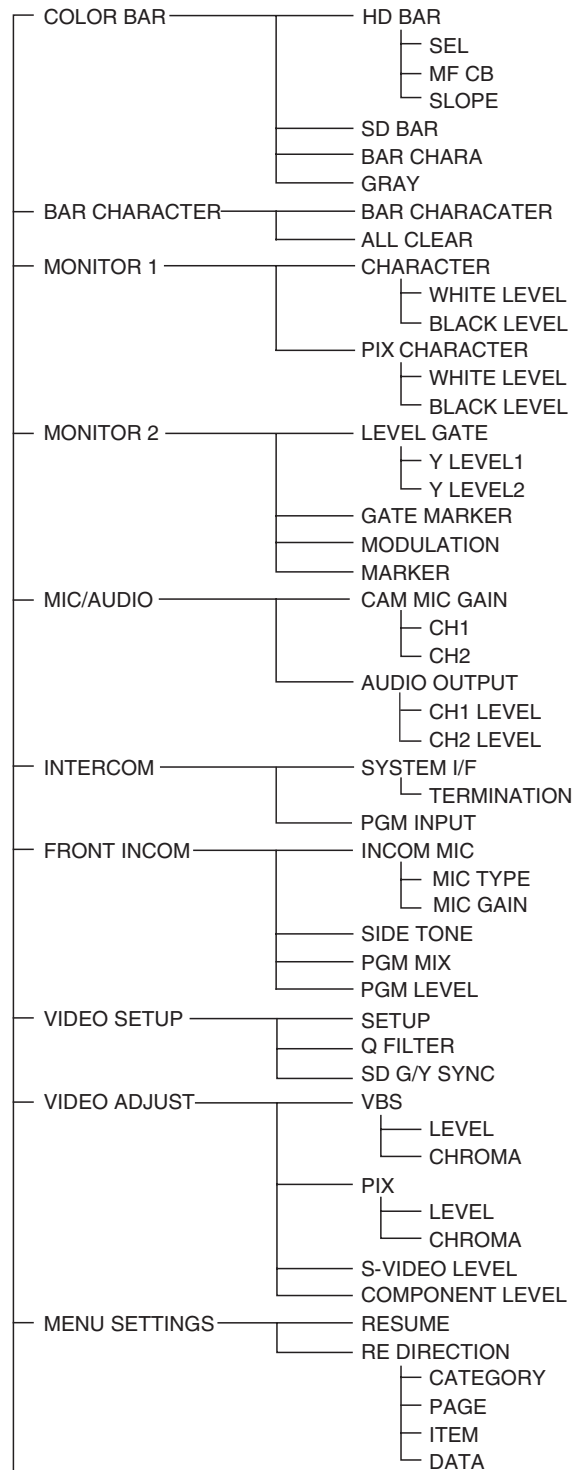 COLOR BAR HD BAR
SEL
MF CB
SLOPE
SD BAR
BAR CHARA
GRAY
BAR CHARACTER BAR CHARACATER
ALL CLEAR
MONITOR 1 CHARACTER
WHITE LEVEL
BLACK LEVEL
PIX CHARACTER
WHITE LEVEL
BLACK LEVEL
MONITOR 2 LEVEL GATE
Y LEVEL1
Y LEVEL2
GATE MARKER
MODULATION
MARKER
MIC/AUDIO CAM MIC GAIN
CH1
CH2
AUDIO OUTPUT
CH1 LEVEL
CH2 LEVEL
INTERCOM SYSTEM I/F
TERMINATION
PGM INPUT
FRONT INCOM INCOM MIC
MIC TYPE
MIC GAIN
SIDE TONE
PGM MIX
PGM LEVEL
VIDEO SETUP SETUP
Q FILTER
SD G/Y SYNC
VIDEO ADJUST VBS
LEVEL
CHROMA
PIX
LEVEL
CHROMA
S-VIDEO LEVEL
COMPONENT LEVEL
MENU SETTINGS RESUME
RE DIRECTION
CATEGORY
PAGE
ITEM
DATA